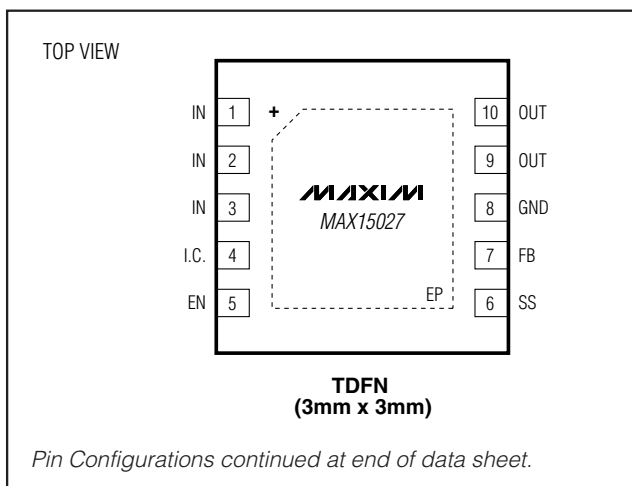 TOP VIEW
IN 1 + 10 OUT
IN 2 9 OUT
MAXIM
IN 3 8 GND
MAX15027
I.C. 4 7 FB
EN 5 EP 6 SS
TDFN
(3mm x 3mm)
Pin Configurations continued at end of data sheet.